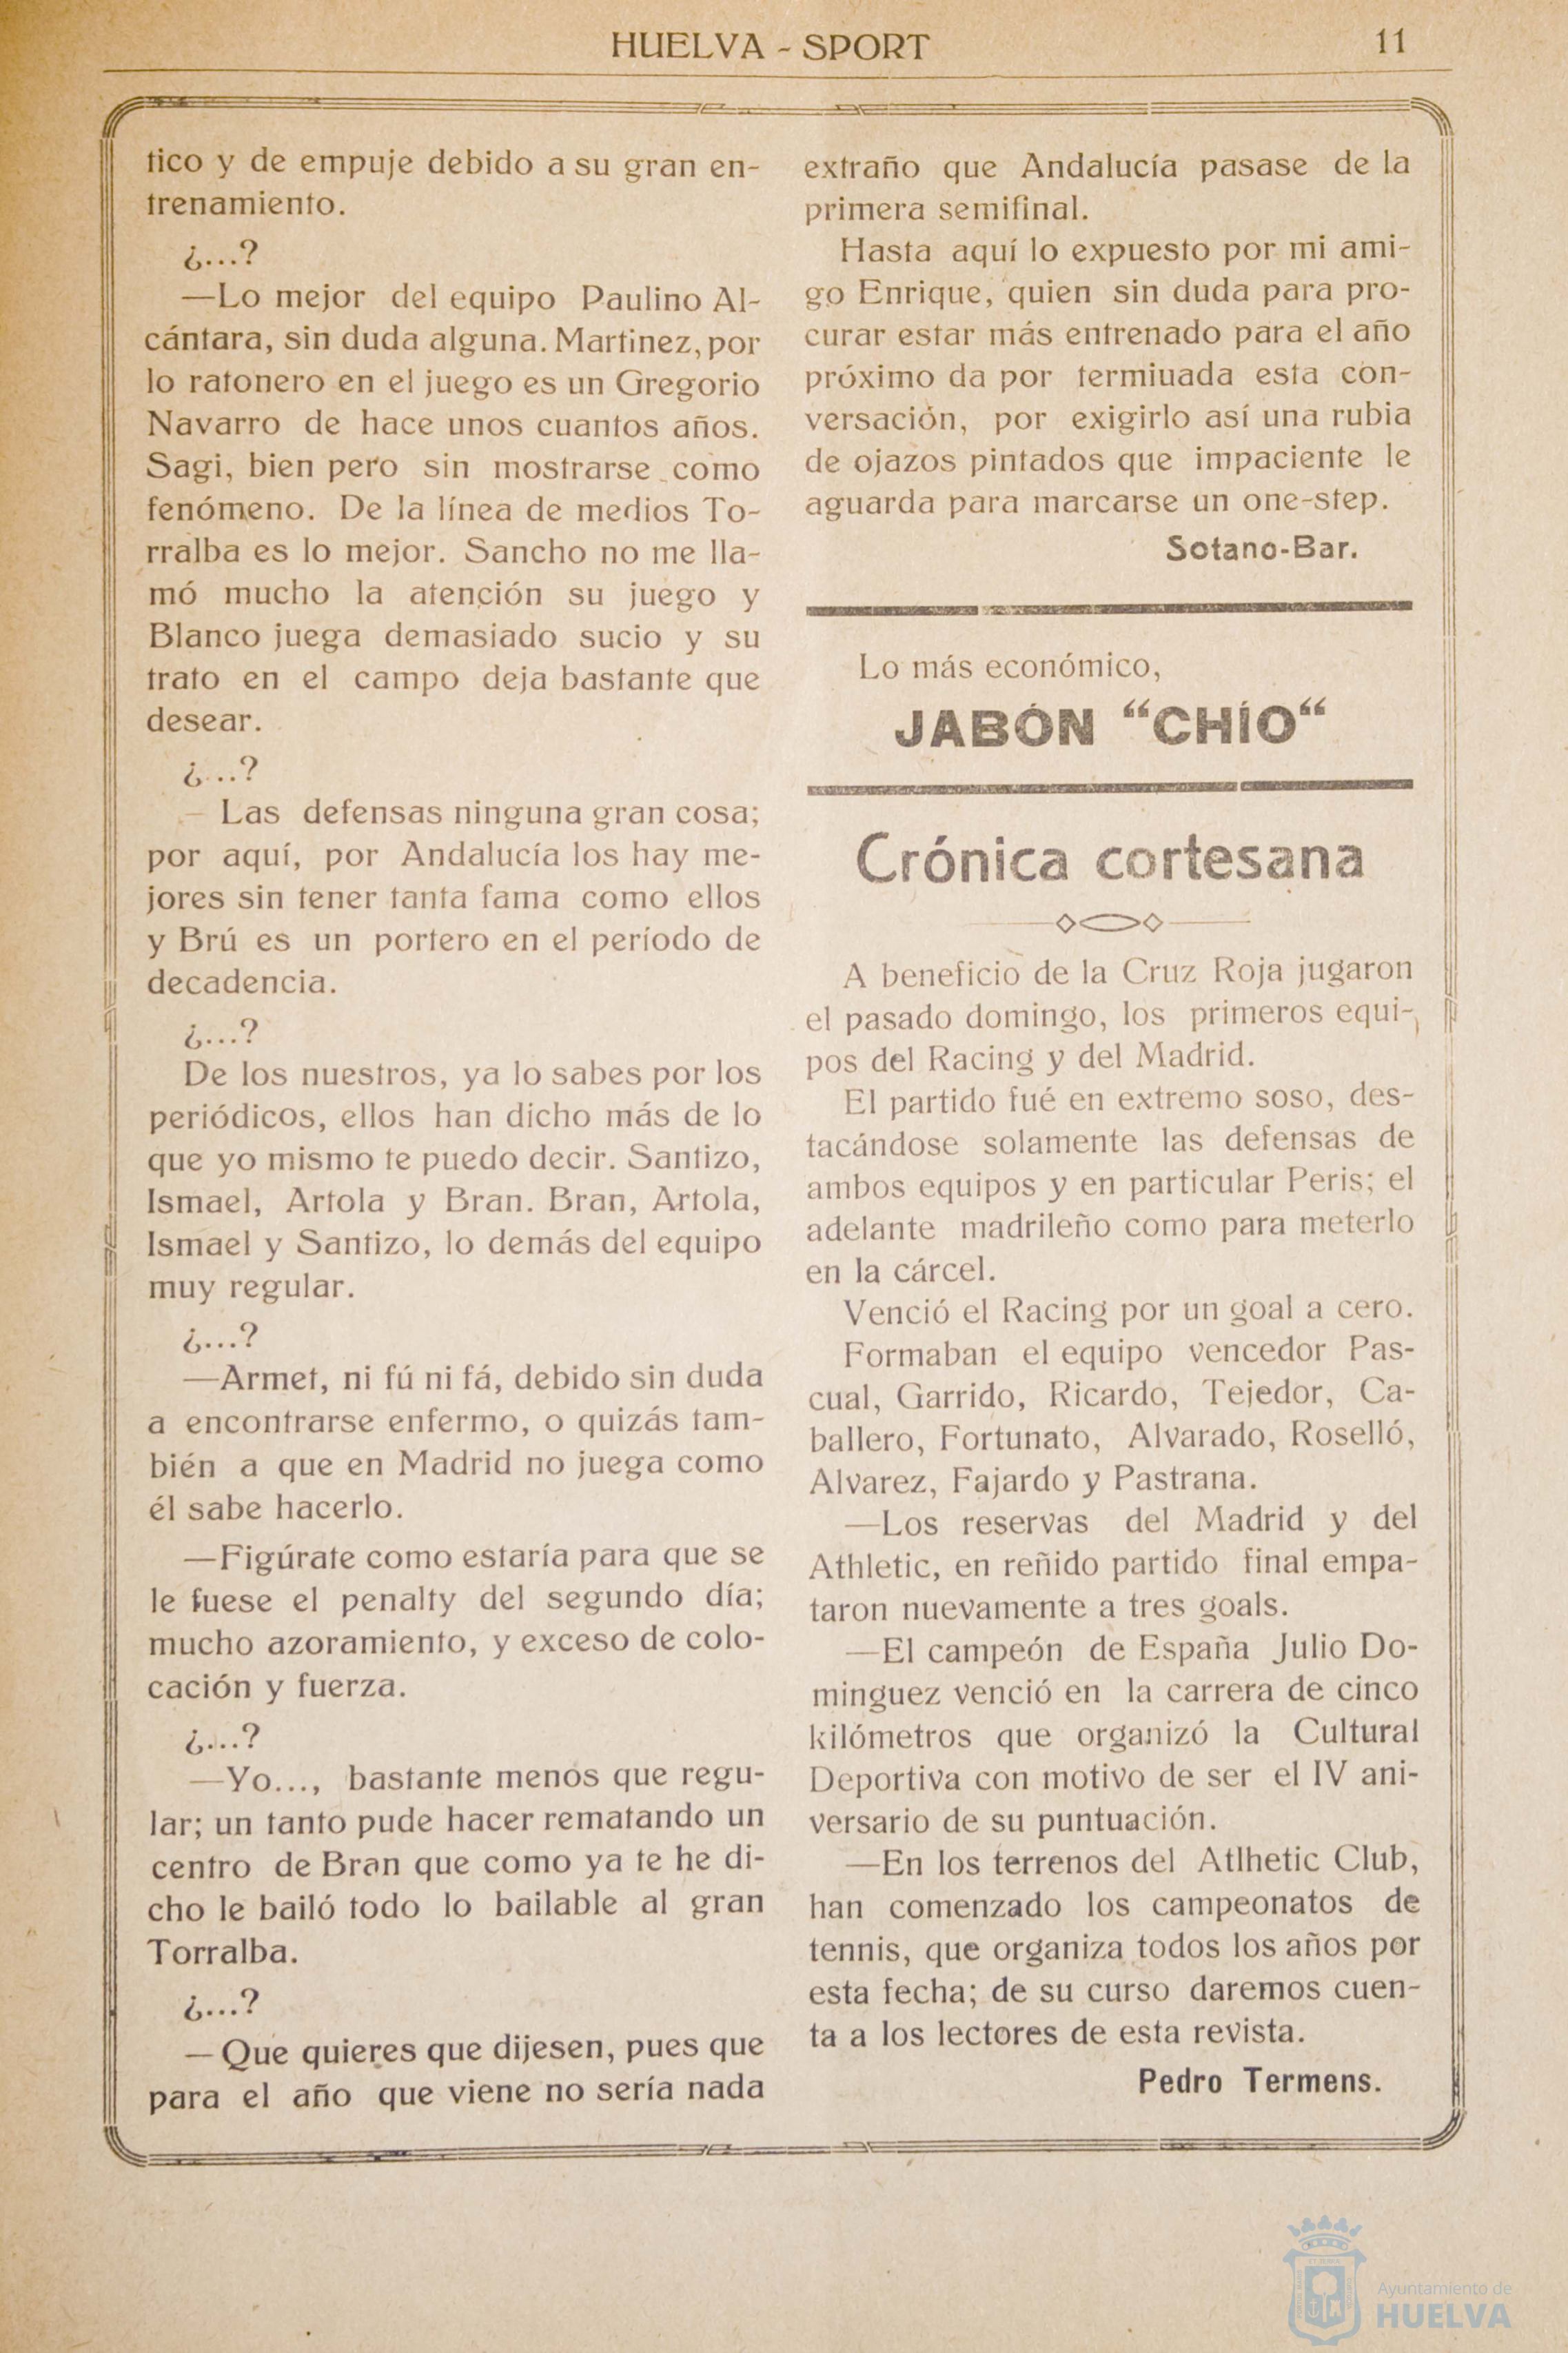 HUELVA - SPORT
11
tico y de empuje debido a su gran en-
trenamiento.
¿...?
—Lo mejor del equipo Paulino Al-
cántara, sin duda alguna. Martinez, por
lo ratonero en el juego es un Gregorio
Navarro de hace unos cuantos años.
Sagi, bien pero sin mostrarse como
fenómeno. De la línea de medios To-
rralba es lo mejor. Sancho no me lla-
mó mucho la atención su juego y
Blanco juega demasiado sucio y su
trato en el campo deja bastante que
desear.
¿...?
—Las defensas ninguna gran cosa;
por aquí, por Andalucía los hay me-
jores sin tener tanta fama como ellos
y Brú es un portero en el período de
decadencia.
¿...?
De los nuestros, ya lo sabes por los
periódicos, ellos han dicho más de lo
que yo mismo te puedo decir. Santizo,
Ismael, Artola y Bran. Bran, Artola,
Ismael y Santizo, lo demás del equipo
muy regular.
¿...?
—Armet, ni fú ni fá, debido sin duda
a encontrarse enfermo, o quizás tam-
bién a que en Madrid no juega como
él sabe hacerlo.
—Figúrate como estaría para que se
le fuese el penalty del segundo día;
mucho azoramiento, y exceso de colo-
cación y fuerza.
¿...?
—Yo..., bastante menos que regu-
lar; un tanto pude hacer rematando un
centro de Bran que como ya te he di-
cho le bailó todo lo bailable al gran
Torralba.
¿...?
—Que quieres que dijesen, pues que
para el año que viene no sería nada
extraño que Andalucía pasase de la
primera semifinal.
Hasta aquí lo expuesto por mi ami-
go Enrique, quien sin duda para pro-
curar estar más entrenado para el año
próximo da por termiuada esta con-
versación, por exigirlo así una rubia
de ojazos pintados que impaciente le
aguarda para marcarse un one-step.
Sotano-Bar.
Lo más económico,
JABÓN “CHÍO“
Crónica cortesana
A beneficio de la Cruz Roja jugaron
el pasado domingo, los primeros equi-
pos del Racing y del Madrid.
El partido fué en extremo soso, des-
tacándose solamente las defensas de
ambos equipos y en particular Peris; el
adelante madrileño como para meterlo
en la cárcel.
Venció el Racing por un goal a cero.
Formaban el equipo vencedor Pas-
cual, Garrido, Ricardo, Tejedor, Ca-
ballero, Fortunato, Alvarado, Roselló,
Alvarez, Fajardo y Pastrana.
—Los reservas del Madrid y del
Athletic, en reñido partido final empa-
taron nuevamente a tres goals.
—El campeón de España Julio Do-
minguez venció en la carrera de cinco
kilómetros que organizó la Cultural
Deportiva con motivo de ser el IV ani-
versario de su puntuación.
—En los terrenos del Atlhetic Club,
han comenzado los campeonatos de
tennis, que organiza todos los años por
esta fecha; de su curso daremos cuen-
ta a los lectores de esta revista.
Pedro Termens.
Ayuntamiento de
HUELVA